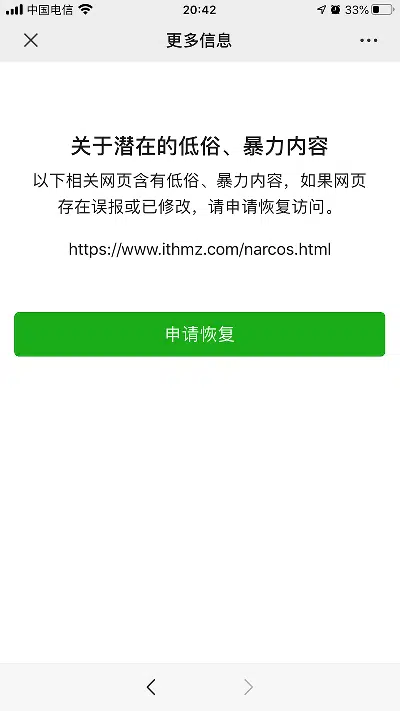 中国电信 20:42 33%
更多信息
关于潜在的低俗、暴力内容
以下相关网页含有低俗、暴力内容，如果网页
存在误报或已修改，请申请恢复访问。
https://www.ithmz.com/narcos.html
申请恢复